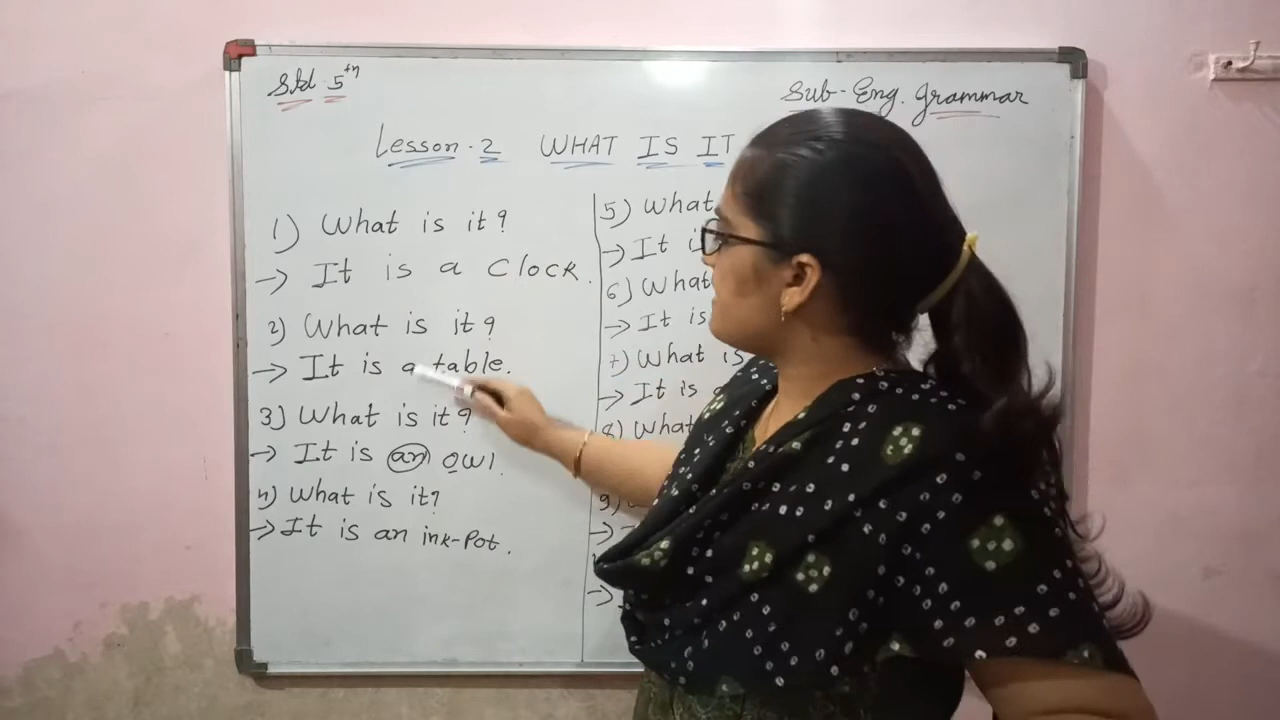 Std. 5th
Sub- Eng. Grammar
Lesson. 2 WHAT IS IT
1) What is it?
→ It is a Clock.
2) What is it?
→ It is a table.
3) What is it?
→ It is an owl.
4) What is it?
→ It is an ink-Pot.
5) What
→ It
6) What
→ It is
7) What is
→ It is
8) What
9)
→
→